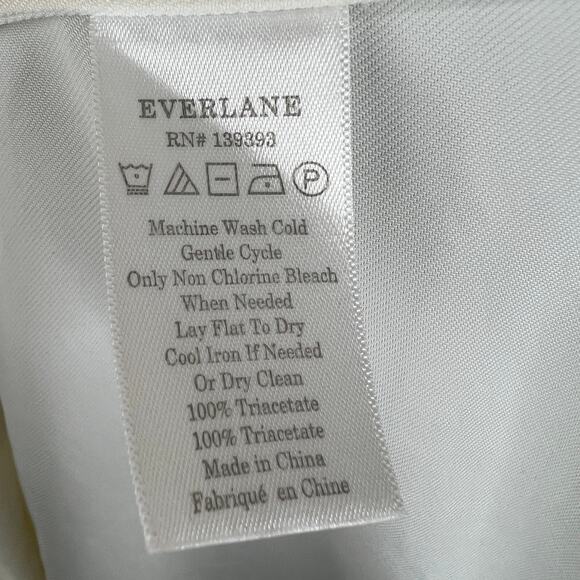 EVERLANE
RN# 139393
P
Machine Wash Cold
Gentle Cycle
Only Non Chlorine Bleach
When Needed
Lay Flat To Dry
Cool Iron If Needed
Or Dry Clean
100% Triacetate
100% Triacetate
Made in China
Fabriqué en Chine